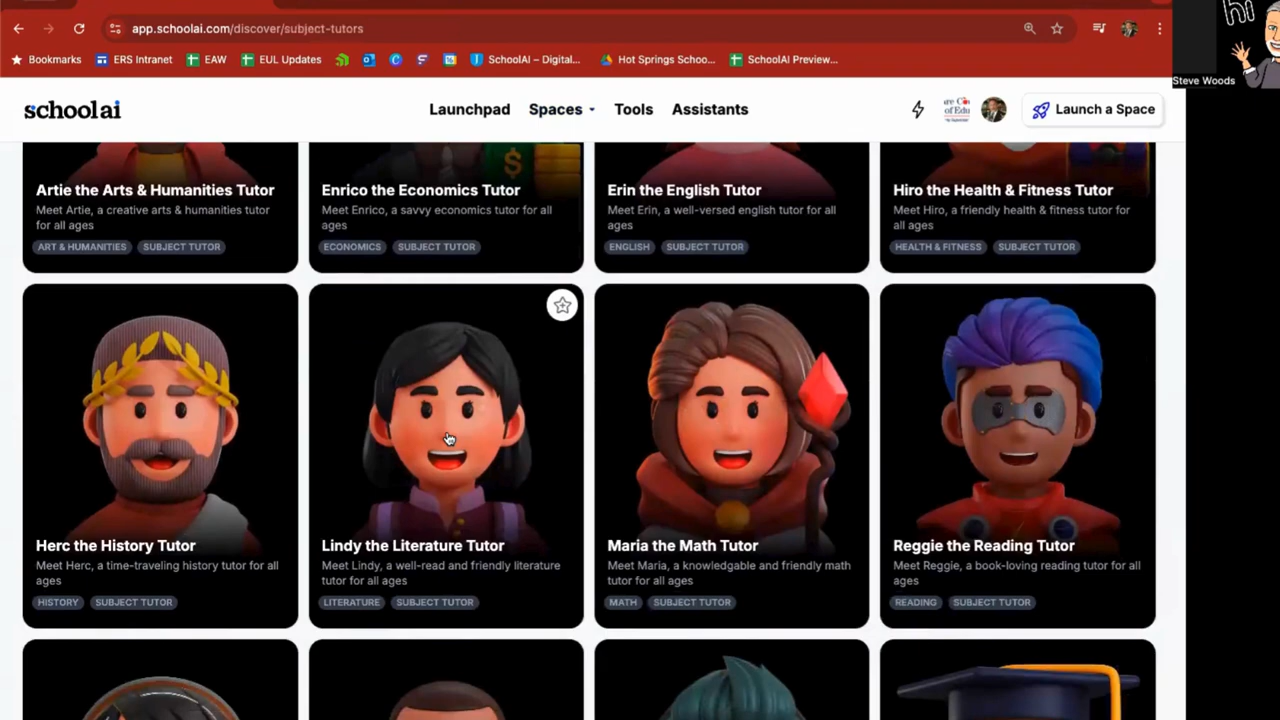 app.schoolai.com/discover/subject-tutors
Bookmarks ERS Intranet EAW EUL Updates SchoolAI – Digital... Hot Springs Schoo... SchoolAI Preview...
hi
Steve Woods
school ai Launchpad Spaces Tools Assistants Launch a Space
$
Artie the Arts & Humanities Tutor
Meet Artie, a creative arts & humanities tutor
for all ages
ART & HUMANITIES SUBJECT TUTOR
Enrico the Economics Tutor
Meet Enrico, a savvy economics tutor for all
ages
ECONOMICS SUBJECT TUTOR
Erin the English Tutor
Meet Erin, a well-versed english tutor for all
ages
ENGLISH SUBJECT TUTOR
Hiro the Health & Fitness Tutor
Meet Hiro, a friendly health & fitness tutor for
all ages
HEALTH & FITNESS SUBJECT TUTOR
Herc the History Tutor
Meet Herc, a time-traveling history tutor for all
ages
HISTORY SUBJECT TUTOR
Lindy the Literature Tutor
Meet Lindy, a well-read and friendly literature
tutor for all ages
LITERATURE SUBJECT TUTOR
Maria the Math Tutor
Meet Maria, a knowledgable and friendly math
tutor for all ages
MATH SUBJECT TUTOR
Reggie the Reading Tutor
Meet Reggie, a book-loving reading tutor for all
ages
READING SUBJECT TUTOR